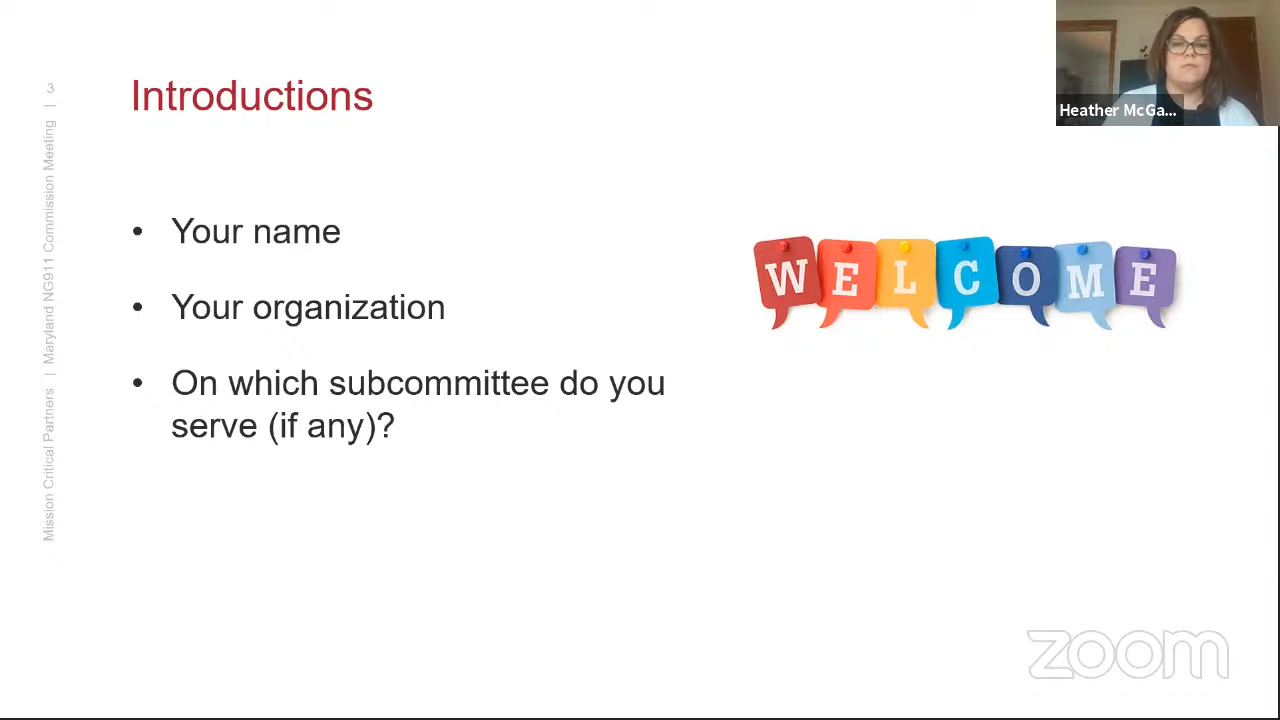 3
Mission Critical Partners | Maryland NG911 Commission Meeting |
Introductions
Heather McGa...
• Your name
• Your organization
• On which subcommittee do you
serve (if any)?
WELCOME
zoom